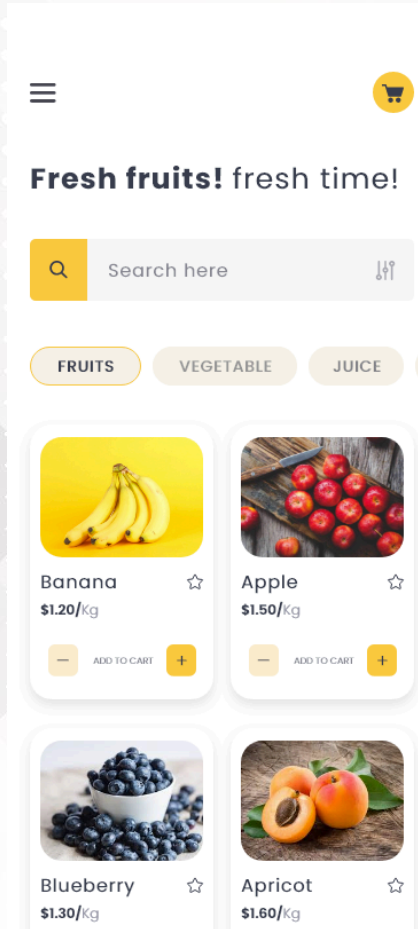 Fresh fruits! fresh time!
Search here
FRUITS VEGETABLE JUICE
Banana Apple
$1.20/Kg $1.50/Kg
ADD TO CART ADD TO CART
Blueberry Apricot
$1.30/Kg $1.60/Kg